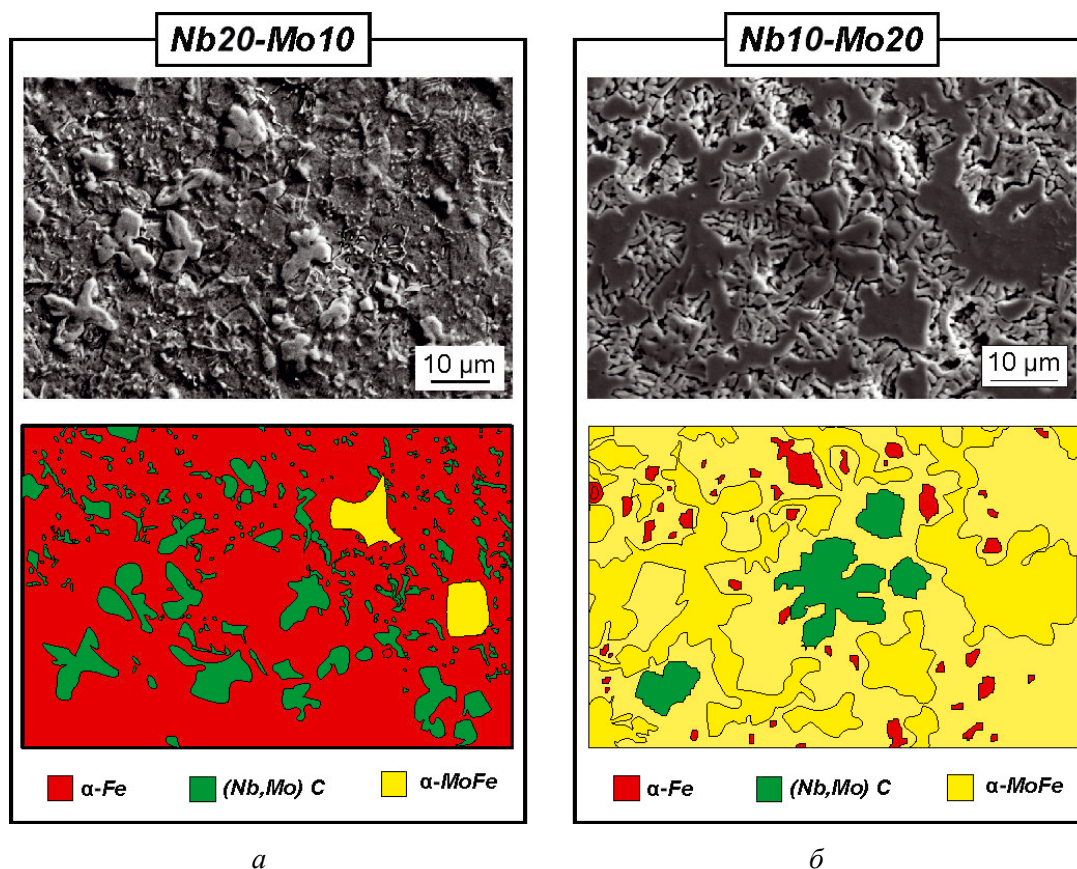 Nb20-Mo10
10 µm
α-Fe (Nb,Mo) C α-MoFe
а
Nb10-Mo20
10 µm
α-Fe (Nb,Mo) C α-MoFe
б